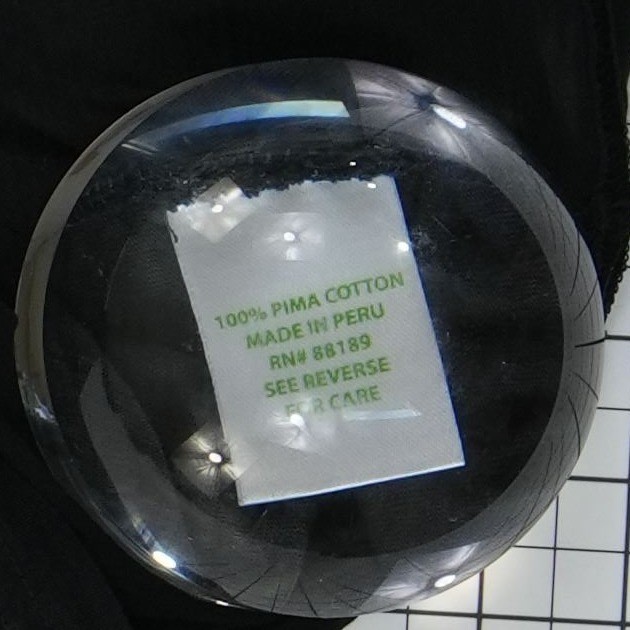 100% PIMA COTTON
MADE IN PERU
RN# 88189
SEE REVERSE
FOR CARE